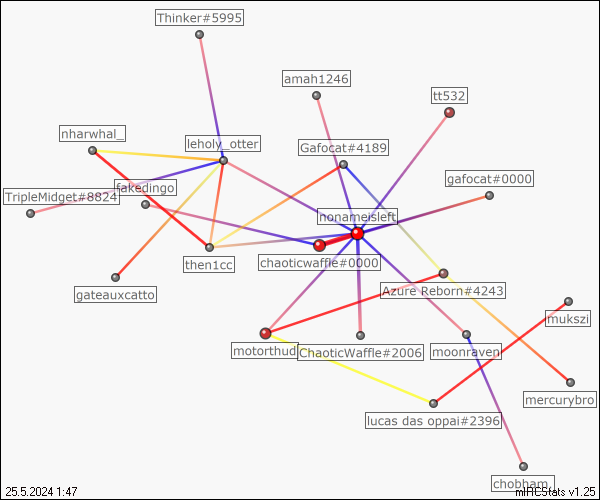 Thinker#5995
amah1246
tt532
nharwhal_
leholy_otter
Gafocat#4189
gafocat#0000
TripleMidget#8824
fakedingo
nonameisleft
then1cc
chaoticwaffle#0000
gateauxcatto
Azure Reborn#4243
mukszi
motorthud
ChaoticWaffle#2006
moonraven
mercurybro
lucas das oppai#2396
chobham_
25.5.2024 1:47
mIRCStats v1.25